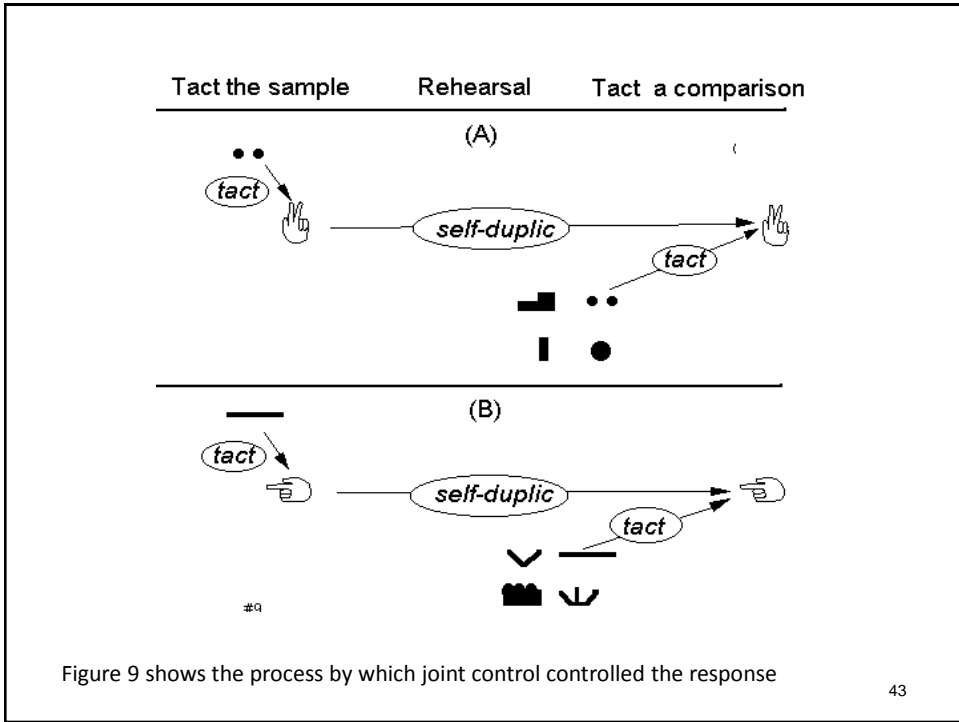 Tact the sample Rehearsal Tact a comparison
(A)
tact
self-duplic
tact
(B)
tact
self-duplic
tact
#9
Figure 9 shows the process by which joint control controlled the response
43